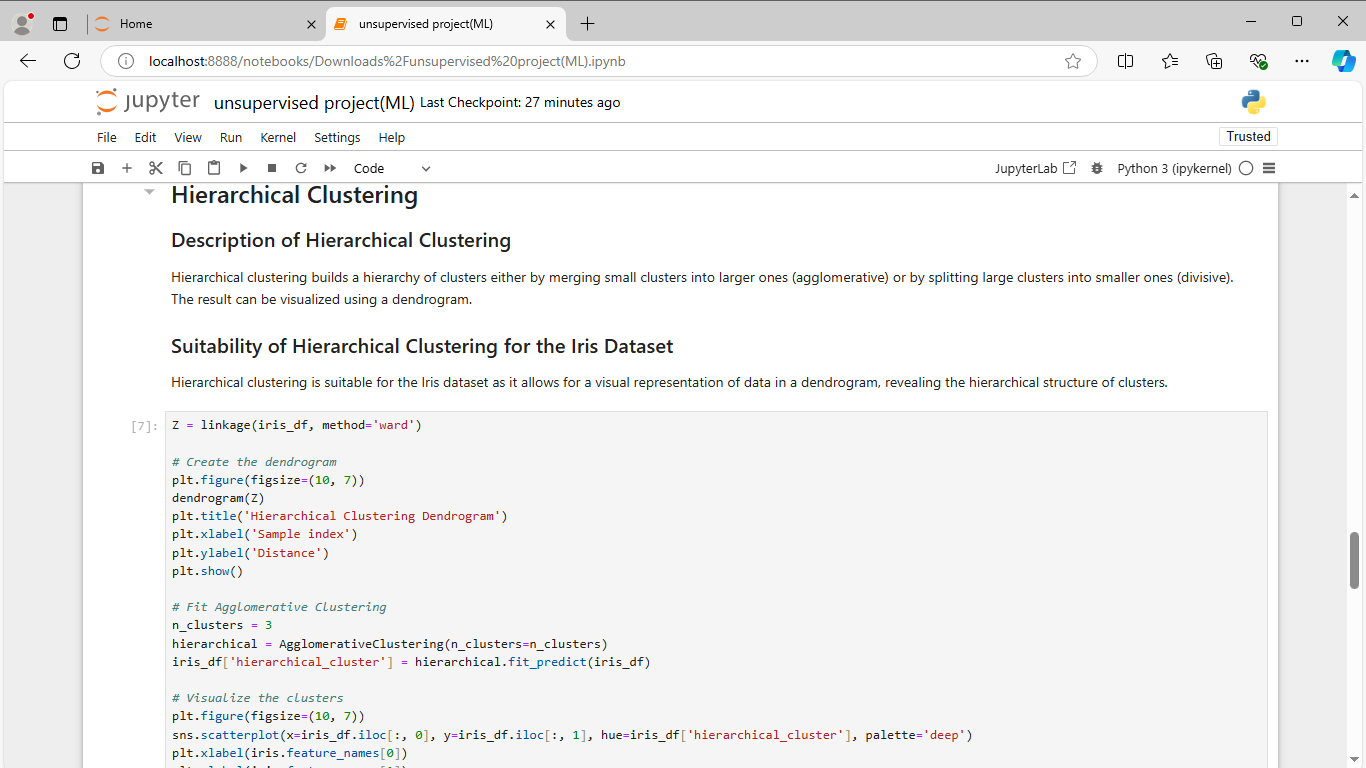 Home
unsupervised project(ML)
localhost:8888/notebooks/Downloads%2Funsupervised%20project(ML).ipynb
jupyter unsupervised project(ML) Last Checkpoint: 27 minutes ago
File Edit View Run Kernel Settings Help Trusted
Code JupyterLab Python 3 (ipykernel)
Hierarchical Clustering
Description of Hierarchical Clustering
Hierarchical clustering builds a hierarchy of clusters either by merging small clusters into larger ones (agglomerative) or by splitting large clusters into smaller ones (divisive).
The result can be visualized using a dendrogram.
Suitability of Hierarchical Clustering for the Iris Dataset
Hierarchical clustering is suitable for the Iris dataset as it allows for a visual representation of data in a dendrogram, revealing the hierarchical structure of clusters.
[7]: Z = linkage(iris_df, method='ward')
# Create the dendrogram
plt.figure(figsize=(10, 7))
dendrogram(Z)
plt.title('Hierarchical Clustering Dendrogram')
plt.xlabel('Sample index')
plt.ylabel('Distance')
plt.show()
# Fit Agglomerative Clustering
n_clusters = 3
hierarchical = AgglomerativeClustering(n_clusters=n_clusters)
iris_df['hierarchical_cluster'] = hierarchical.fit_predict(iris_df)
# Visualize the clusters
plt.figure(figsize=(10, 7))
sns.scatterplot(x=iris_df.iloc[:, 0], y=iris_df.iloc[:, 1], hue=iris_df['hierarchical_cluster'], palette='deep')
plt.xlabel(iris.feature_names[0])